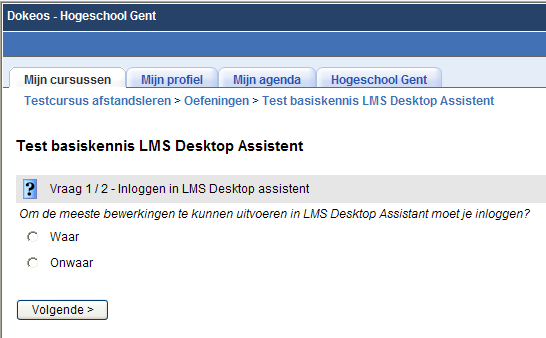 Dokeos - Hogeschool Gent
Mijn cursussen Mijn profiel Mijn agenda Hogeschool Gent
Testcursus afstandsleren > Oefeningen > Test basiskennis LMS Desktop Assistent
Test basiskennis LMS Desktop Assistent
? Vraag 1 / 2 - Inloggen in LMS Desktop assistent
Om de meeste bewerkingen te kunnen uitvoeren in LMS Desktop Assistant moet je inloggen?
Waar
Onwaar
Volgende >